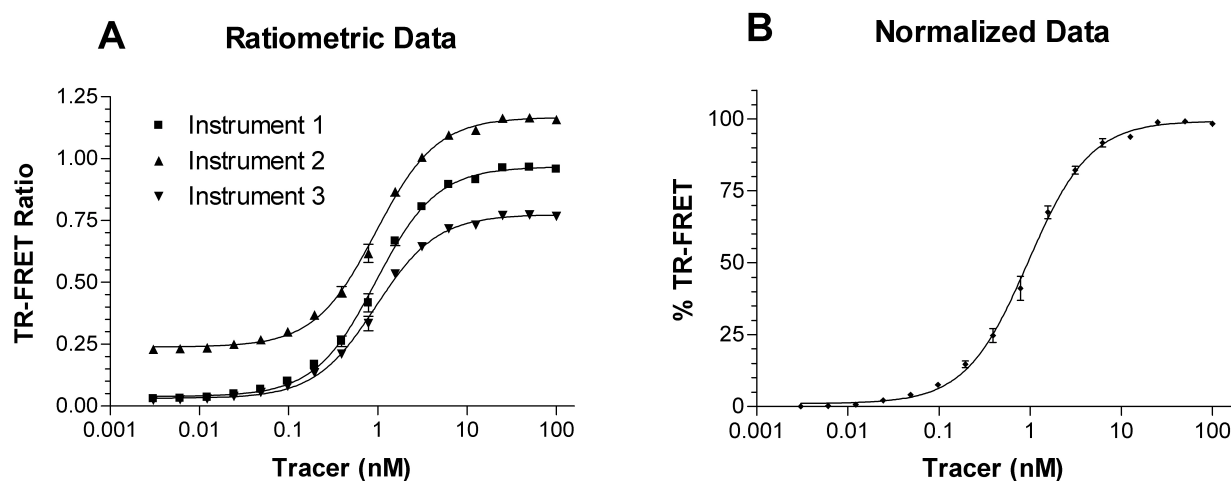 A
Ratiometric Data
1.25
1.00
0.75
0.50
0.25
0.00
TR-FRET Ratio
Instrument 1
Instrument 2
Instrument 3
0.001
0.01
0.1
1
10
100
Tracer (nM)
B
Normalized Data
100
75
50
25
0
% TR-FRET
0.001
0.01
0.1
1
10
100
Tracer (nM)